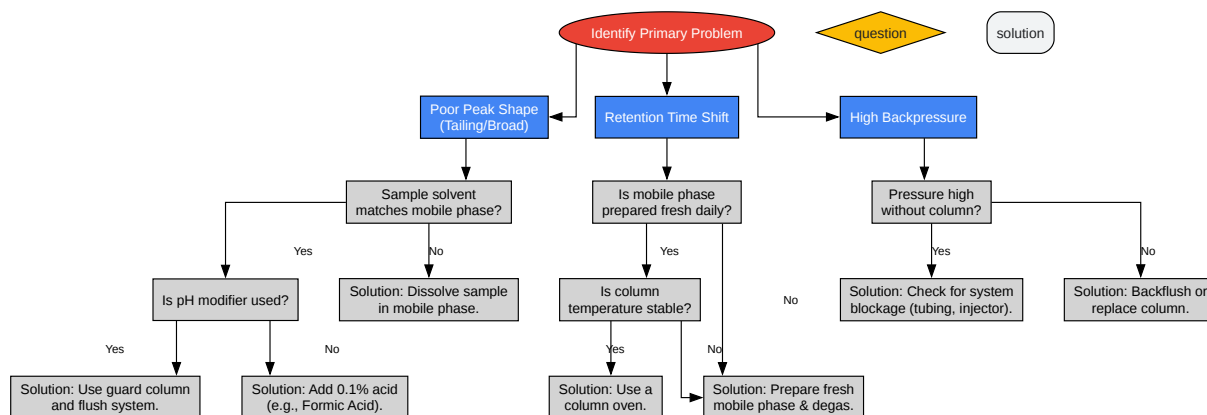 Identify Primary Problem
question
solution
Poor Peak Shape
(Tailing/Broad)
Retention Time Shift
High Backpressure
Sample solvent
matches mobile phase?
Is mobile phase
prepared fresh daily?
Pressure high
without column?
Yes
No
Yes
Yes
No
Is pH modifier used?
Solution: Dissolve sample
in mobile phase.
Is column
temperature stable?
No
Solution: Check for system
blockage (tubing, injector).
Solution: Backflush or
replace column.
Yes
No
Yes
No
Solution: Use guard column
and flush system.
Solution: Add 0.1% acid
(e.g., Formic Acid).
Solution: Use a
column oven.
Solution: Prepare fresh
mobile phase & degas.